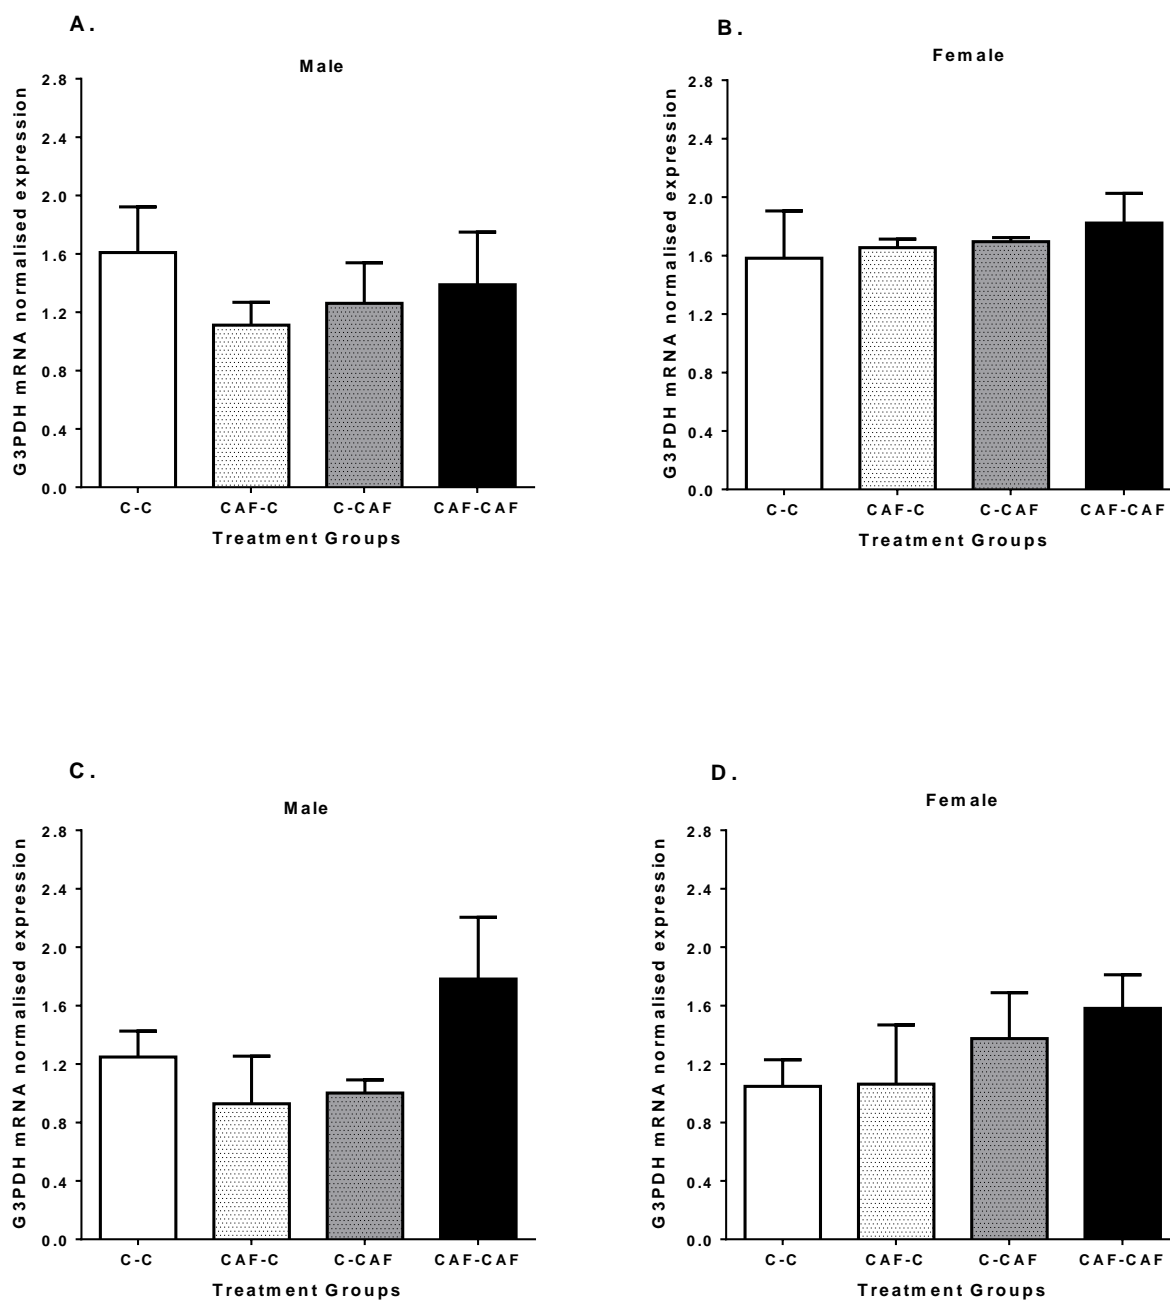 A.
Male
G3PDH mRNA normalised expression
2.8
2.4
2.0
1.6
1.2
0.8
0.4
0.0
C-C CAF-C C-CAF CAF-CAF
Treatment Groups
B.
Female
G3PDH mRNA normalised expression
2.8
2.4
2.0
1.6
1.2
0.8
0.4
0.0
C-C CAF-C C-CAF CAF-CAF
Treatment Groups
C.
Male
G3PDH mRNA normalised expression
2.8
2.4
2.0
1.6
1.2
0.8
0.4
0.0
C-C CAF-C C-CAF CAF-CAF
Treatment Groups
D.
Female
G3PDH mRNA normalised expression
2.8
2.4
2.0
1.6
1.2
0.8
0.4
0.0
C-C CAF-C C-CAF CAF-CAF
Treatment Groups